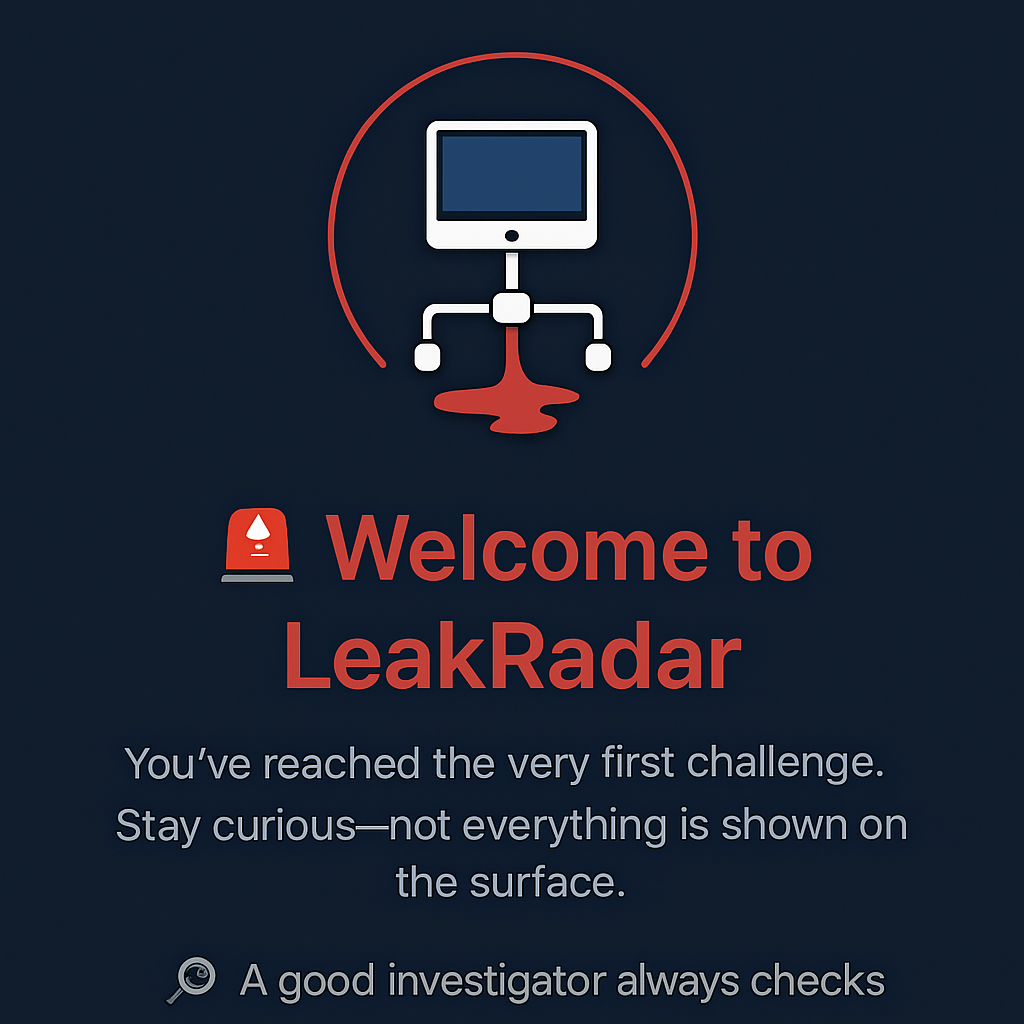 🚨 Welcome to
LeakRadar
You’ve reached the very first challenge.
Stay curious—not everything is shown on
the surface.
🔎 A good investigator always checks